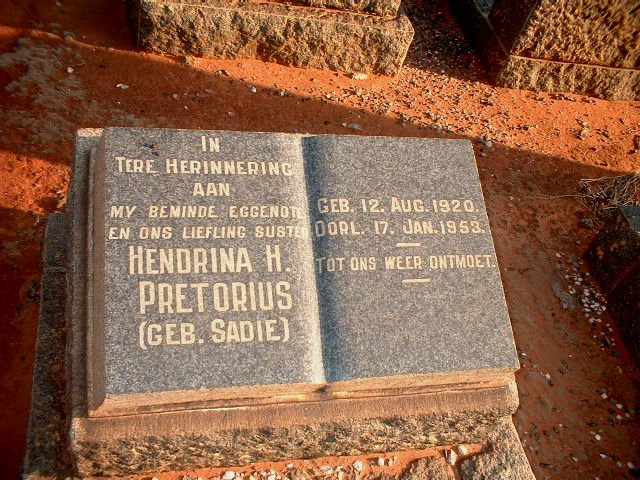 IN
TERE HERINNERING
AAN
MY BEMINDE EGGENOTE
EN ONS LIEFLING SUSTER
HENDRINA H.
PRETORIUS
(GEB. SADIE)
GEB. 12. AUG. 1920.
OORL. 17. JAN. 1953.
TOT ONS WEER ONTMOET.